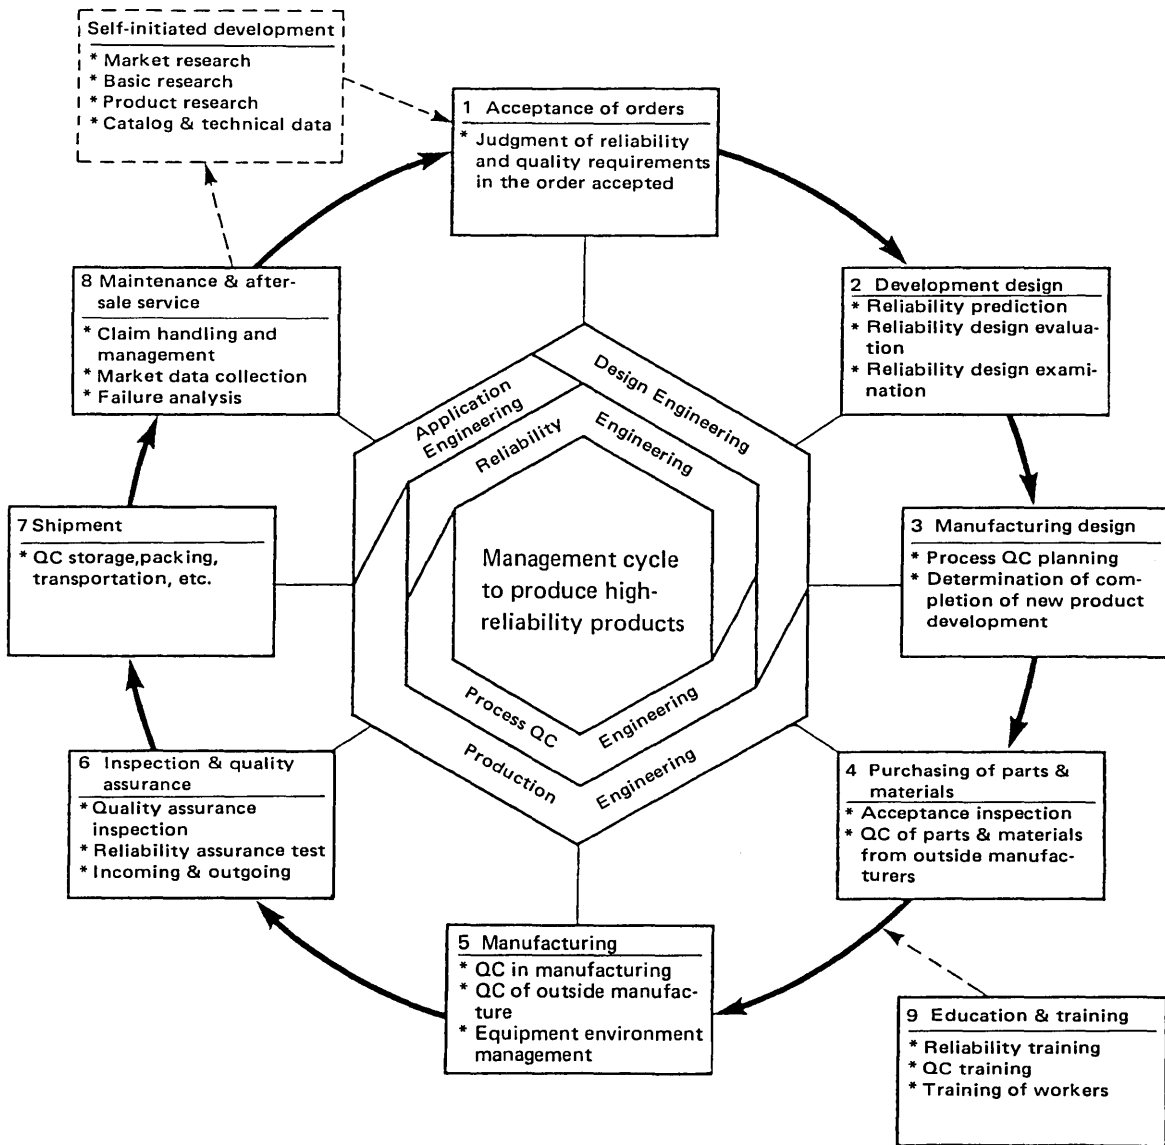 Self-initiated development
* Market research
* Basic research
* Product research
* Catalog & technical data
1 Acceptance of orders
* Judgment of reliability
and quality requirements
in the order accepted
2 Development design
* Reliability prediction
* Reliability design evalua-
tion
* Reliability design exami-
nation
3 Manufacturing design
* Process QC planning
* Determination of com-
pletion of new product
development
4 Purchasing of parts &
materials
* Acceptance inspection
* QC of parts & materials
from outside manufac-
turers
5 Manufacturing
* QC in manufacturing
* QC of outside manufac-
ture
* Equipment environment
management
6 Inspection & quality
assurance
* Quality assurance
inspection
* Reliability assurance test
* Incoming & outgoing
7 Shipment
* QC storage,packing,
transportation, etc.
8 Maintenance & after-
sale service
* Claim handling and
management
* Market data collection
* Failure analysis
9 Education & training
* Reliability training
* QC training
* Training of workers
Application
Engineering
Design Engineering
Reliability Engineering
Management cycle
to produce high-
reliability products
Process QC Engineering
Production Engineering